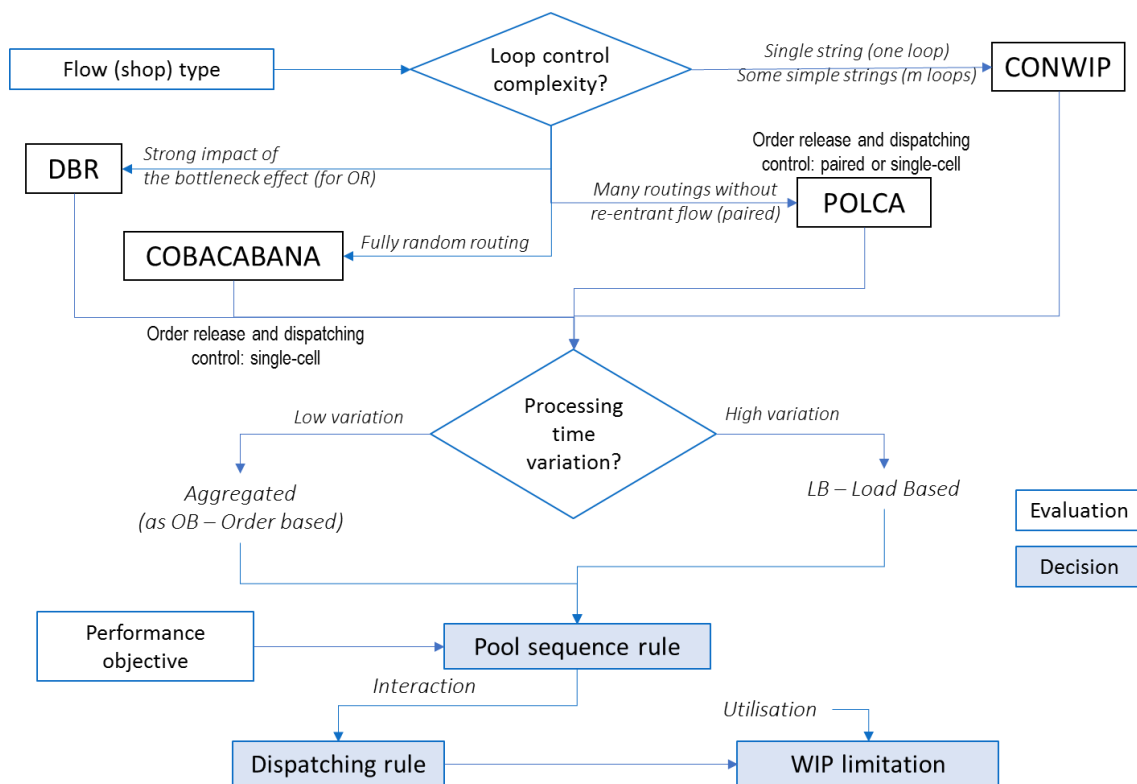 Flow (shop) type
Loop control
complexity?
Single string (one loop)
Some simple strings (m loops)
CONWIP
DBR
Strong impact of
the bottleneck effect (for OR)
Order release and dispatching
control: paired or single-cell
Many routings without
re-entrant flow (paired)
POLCA
COBACABANA
Fully random routing
Order release and dispatching
control: single-cell
Low variation
Processing
time
variation?
High variation
Aggregated
(as OB – Order based)
LB – Load Based
Evaluation
Decision
Performance
objective
Pool sequence rule
Interaction
Utilisation
Dispatching rule
WIP limitation